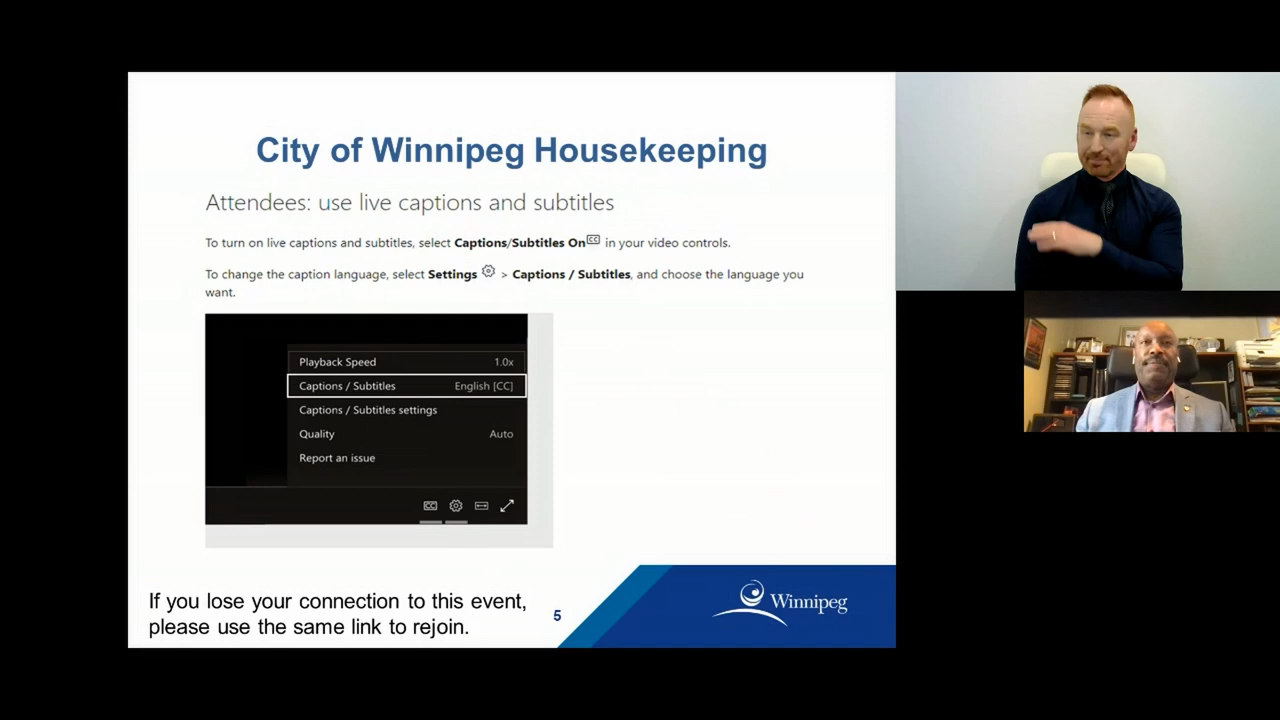 City of Winnipeg Housekeeping
Attendees: use live captions and subtitles
To turn on live captions and subtitles, select Captions/Subtitles On CC in your video controls.
To change the caption language, select Settings > Captions / Subtitles, and choose the language you
want.
Playback Speed 1.0x
Captions / Subtitles English [CC]
Captions / Subtitles settings
Quality Auto
Report an issue
CC
If you lose your connection to this event,
please use the same link to rejoin.
5
Winnipeg